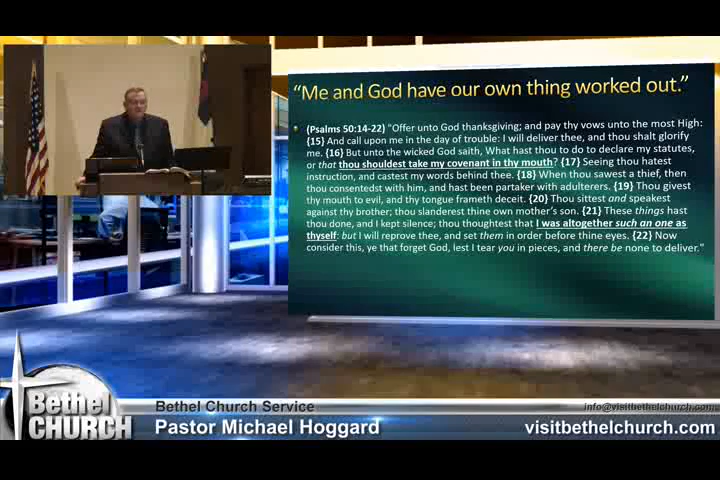 “Me and God have our own thing worked out.”
(Psalms 50:14-22) "Offer unto God thanksgiving; and pay thy vows unto the most High:
{15} And call upon me in the day of trouble: I will deliver thee, and thou shalt glorify
me. {16} But unto the wicked God saith, What hast thou to do to declare my statutes,
or that thou shouldest take my covenant in thy mouth? {17} Seeing thou hatest
instruction, and castest my words behind thee. {18} When thou sawest a thief, then
thou consentedst with him, and hast been partaker with adulterers. {19} Thou givest
thy mouth to evil, and thy tongue frameth deceit. {20} Thou sittest and speakest
against thy brother; thou slanderest thine own mother's son. {21} These things hast
thou done, and I kept silence; thou thoughtest that I was altogether such an one as
thyself: but I will reprove thee, and set them in order before thine eyes. {22} Now
consider this, ye that forget God, lest I tear you in pieces, and there be none to deliver."
Bethel
CHURCH
Bethel Church Service
info@visitbethelchurch.com
Pastor Michael Hoggard
visitbethelchurch.com